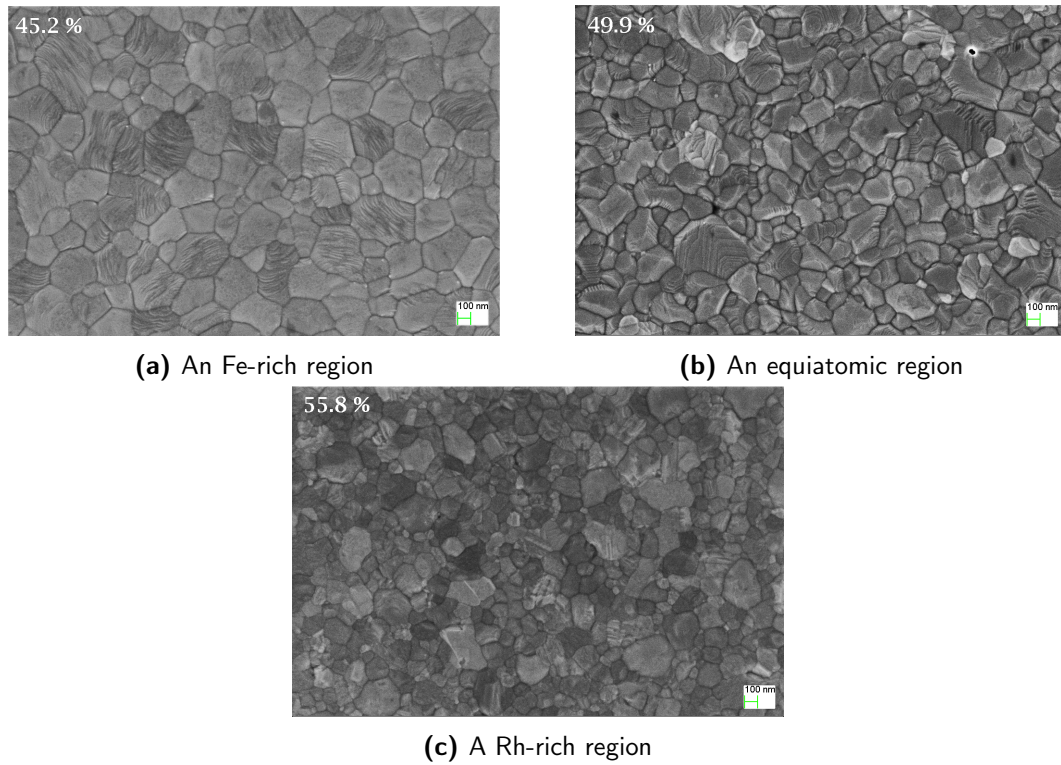 45.2 %
49.9 %
100 nm
100 nm
(a) An Fe-rich region
(b) An equiatomic region
55.8 %
100 nm
(c) A Rh-rich region